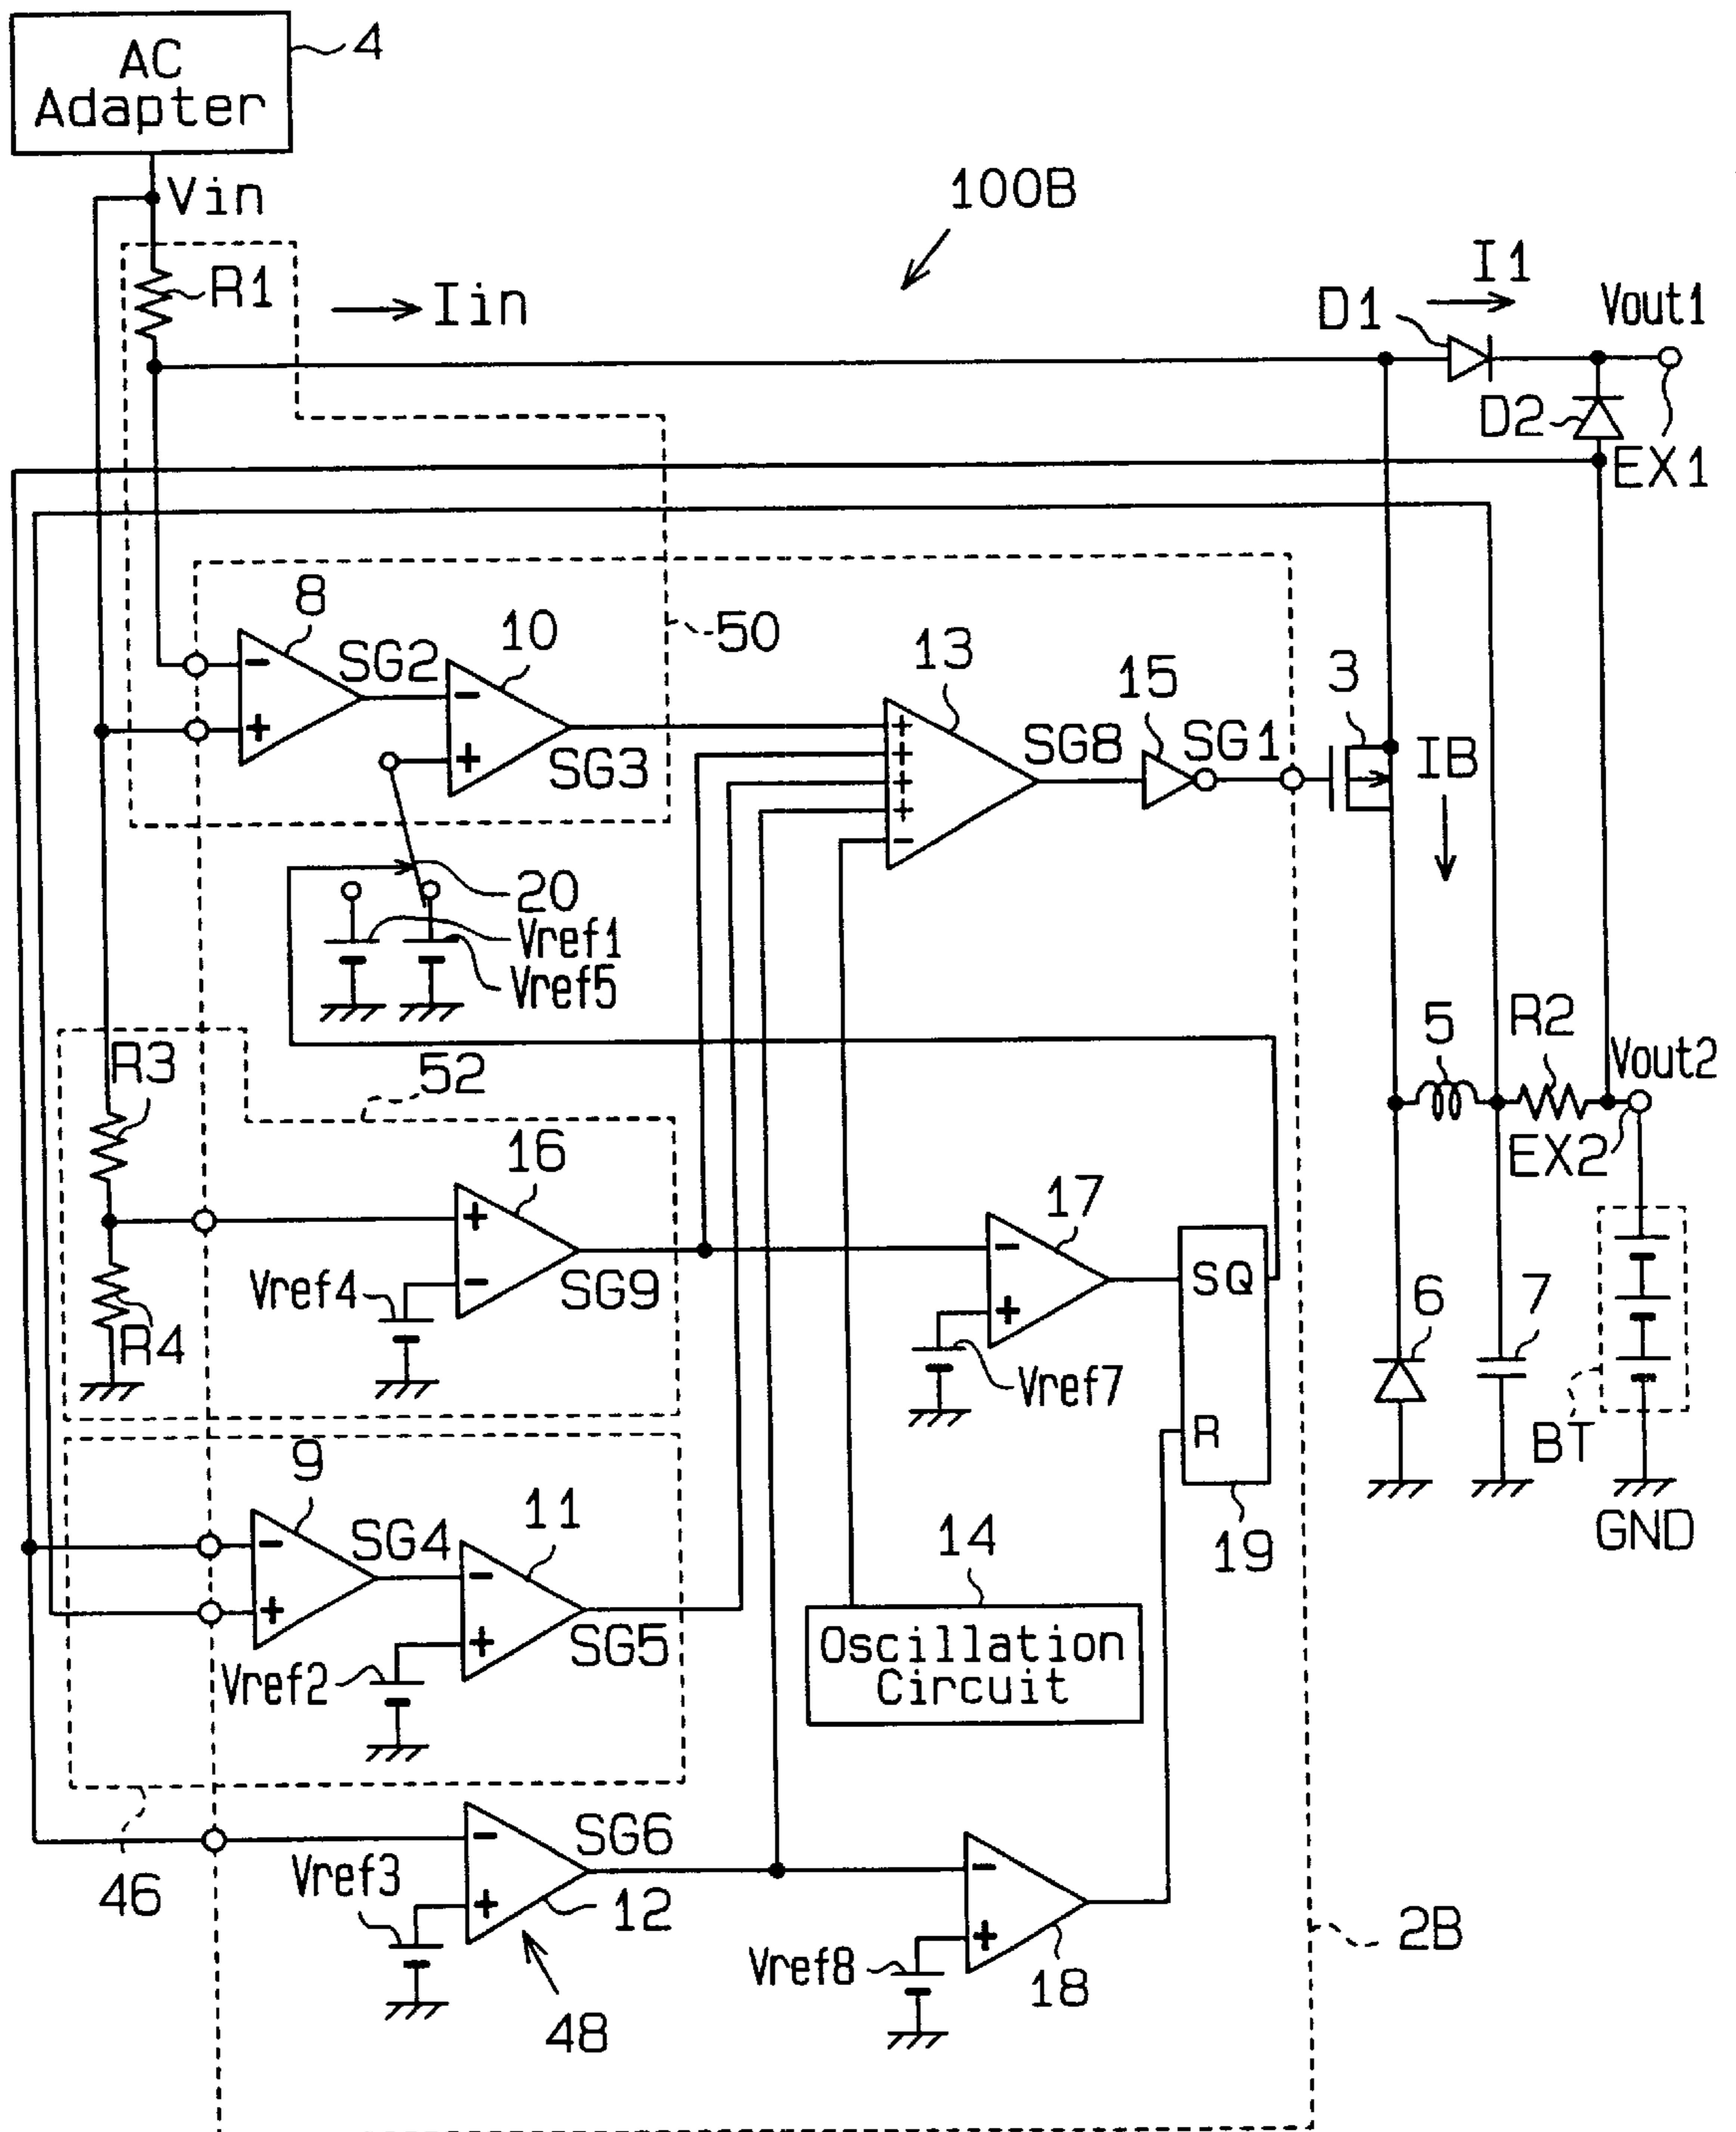 AC
Adapter
4
Vin
100B
R1
Iin
I1
D1
Vout1
D2
EX1
8
SG2
10
50
13
15
3
SG3
SG8
SG1
IB
-
+
-
+
+
+
+
+
-
20
Vref1
Vref5
R3
52
5
R2
Vout2
16
EX2
17
+
-
Vref4
SG9
R4
-
+
Vref7
SQ
R
6
7
BT
19
GND
9
SG4
11
14
-
+
-
+
SG5
Vref2
Oscillation
Circuit
46
SG6
Vref3
-
+
12
48
-
+
Vref8
18
2B